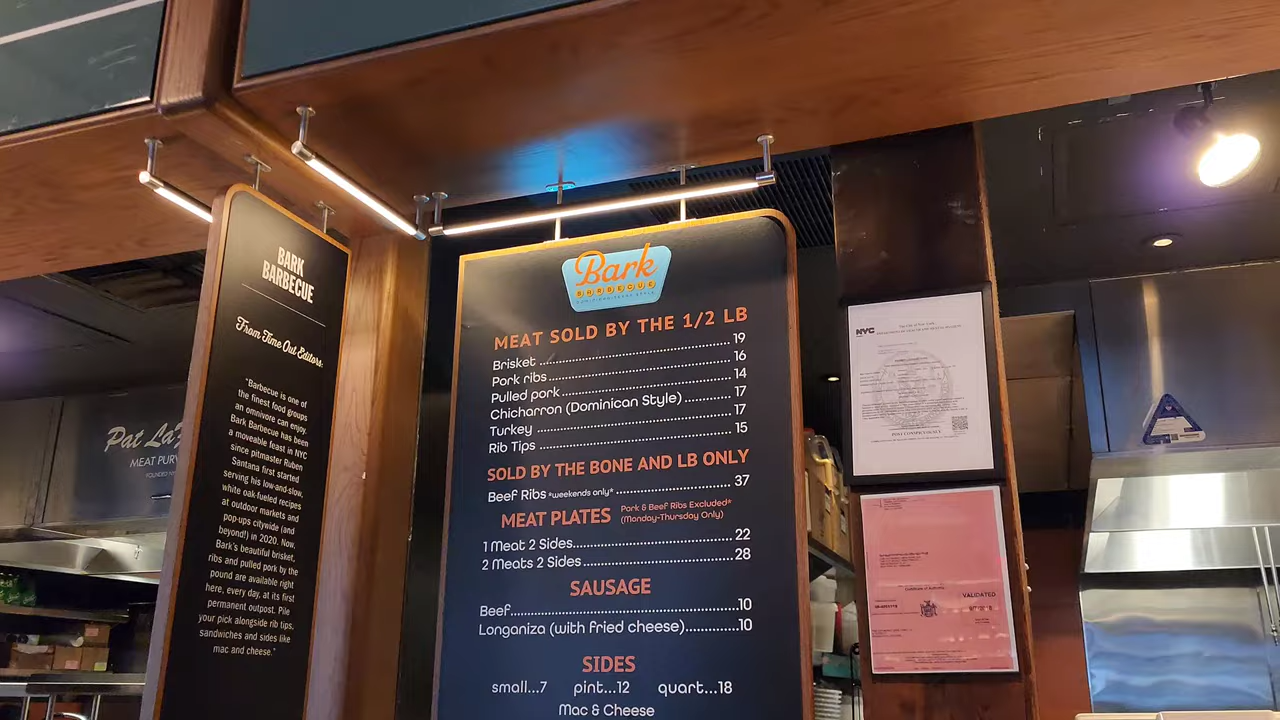 BARK
BARBECUE
From Time Out Editors:
"Barbecue is one of
the finest food groups
an omnivore can enjoy.
Bark Barbecue has been
a moveable feast in NYC
since pitmaster Ruben
Santana first started
serving his low-and-slow,
white oak-fueled recipes
at outdoor markets and
pop-ups citywide (and
beyond!) in 2020. Now,
Bark's beautiful brisket,
ribs and pulled pork by the
pound are available right
here, every day, at its first
permanent outpost. Pile
your pick alongside rib tips,
sandwiches and sides like
mac and cheese."
Pat La
MEAT PUR
Bark
BARBECUE
MEAT SOLD BY THE 1/2 LB
Brisket ................................................ 19
Pork ribs................................................ 16
Pulled pork............................................ 14
Chicharron (Dominican Style) ............ 17
Turkey .................................................. 17
Rib Tips ................................................ 15
SOLD BY THE BONE AND LB ONLY
Beef Ribs *weekends only* ........................ 37
MEAT PLATES Pork & Beef Ribs Excluded*
(Monday-Thursday Only)
1 Meat 2 Sides...................................... 22
2 Meats 2 Sides .................................... 28
SAUSAGE
Beef.....................................................10
Longaniza (with fried cheese).............10
SIDES
small...7 pint...12 quart...18
Mac & Cheese
NYC
POST CONSPICUOUSLY
Certificate of Authority
VALIDATED